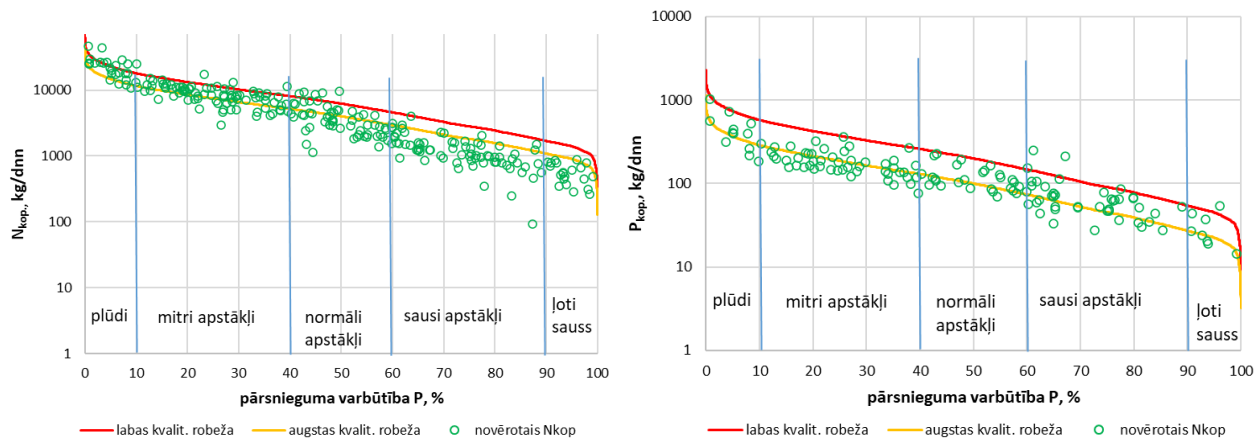 N kop., kg/dnn
10000
1000
100
10
1
plūdi
mitri apstākļi
normāli
apstākļi
sausi apstākļi
ļoti
sauss
0 10 20 30 40 50 60 70 80 90 100
pārsnieguma varbūtība P, %
labas kvalit. robeža
augstas kvalit. robeža
novērotais Nkop
P kop., kg/dnn
10000
1000
100
10
1
plūdi
mitri apstākļi
normāli
apstākļi
sausi apstākļi
ļoti
sauss
0 10 20 30 40 50 60 70 80 90 100
pārsnieguma varbūtība P, %
labas kvalit. robeža
augstas kvalit. robeža
novērotais Nkop